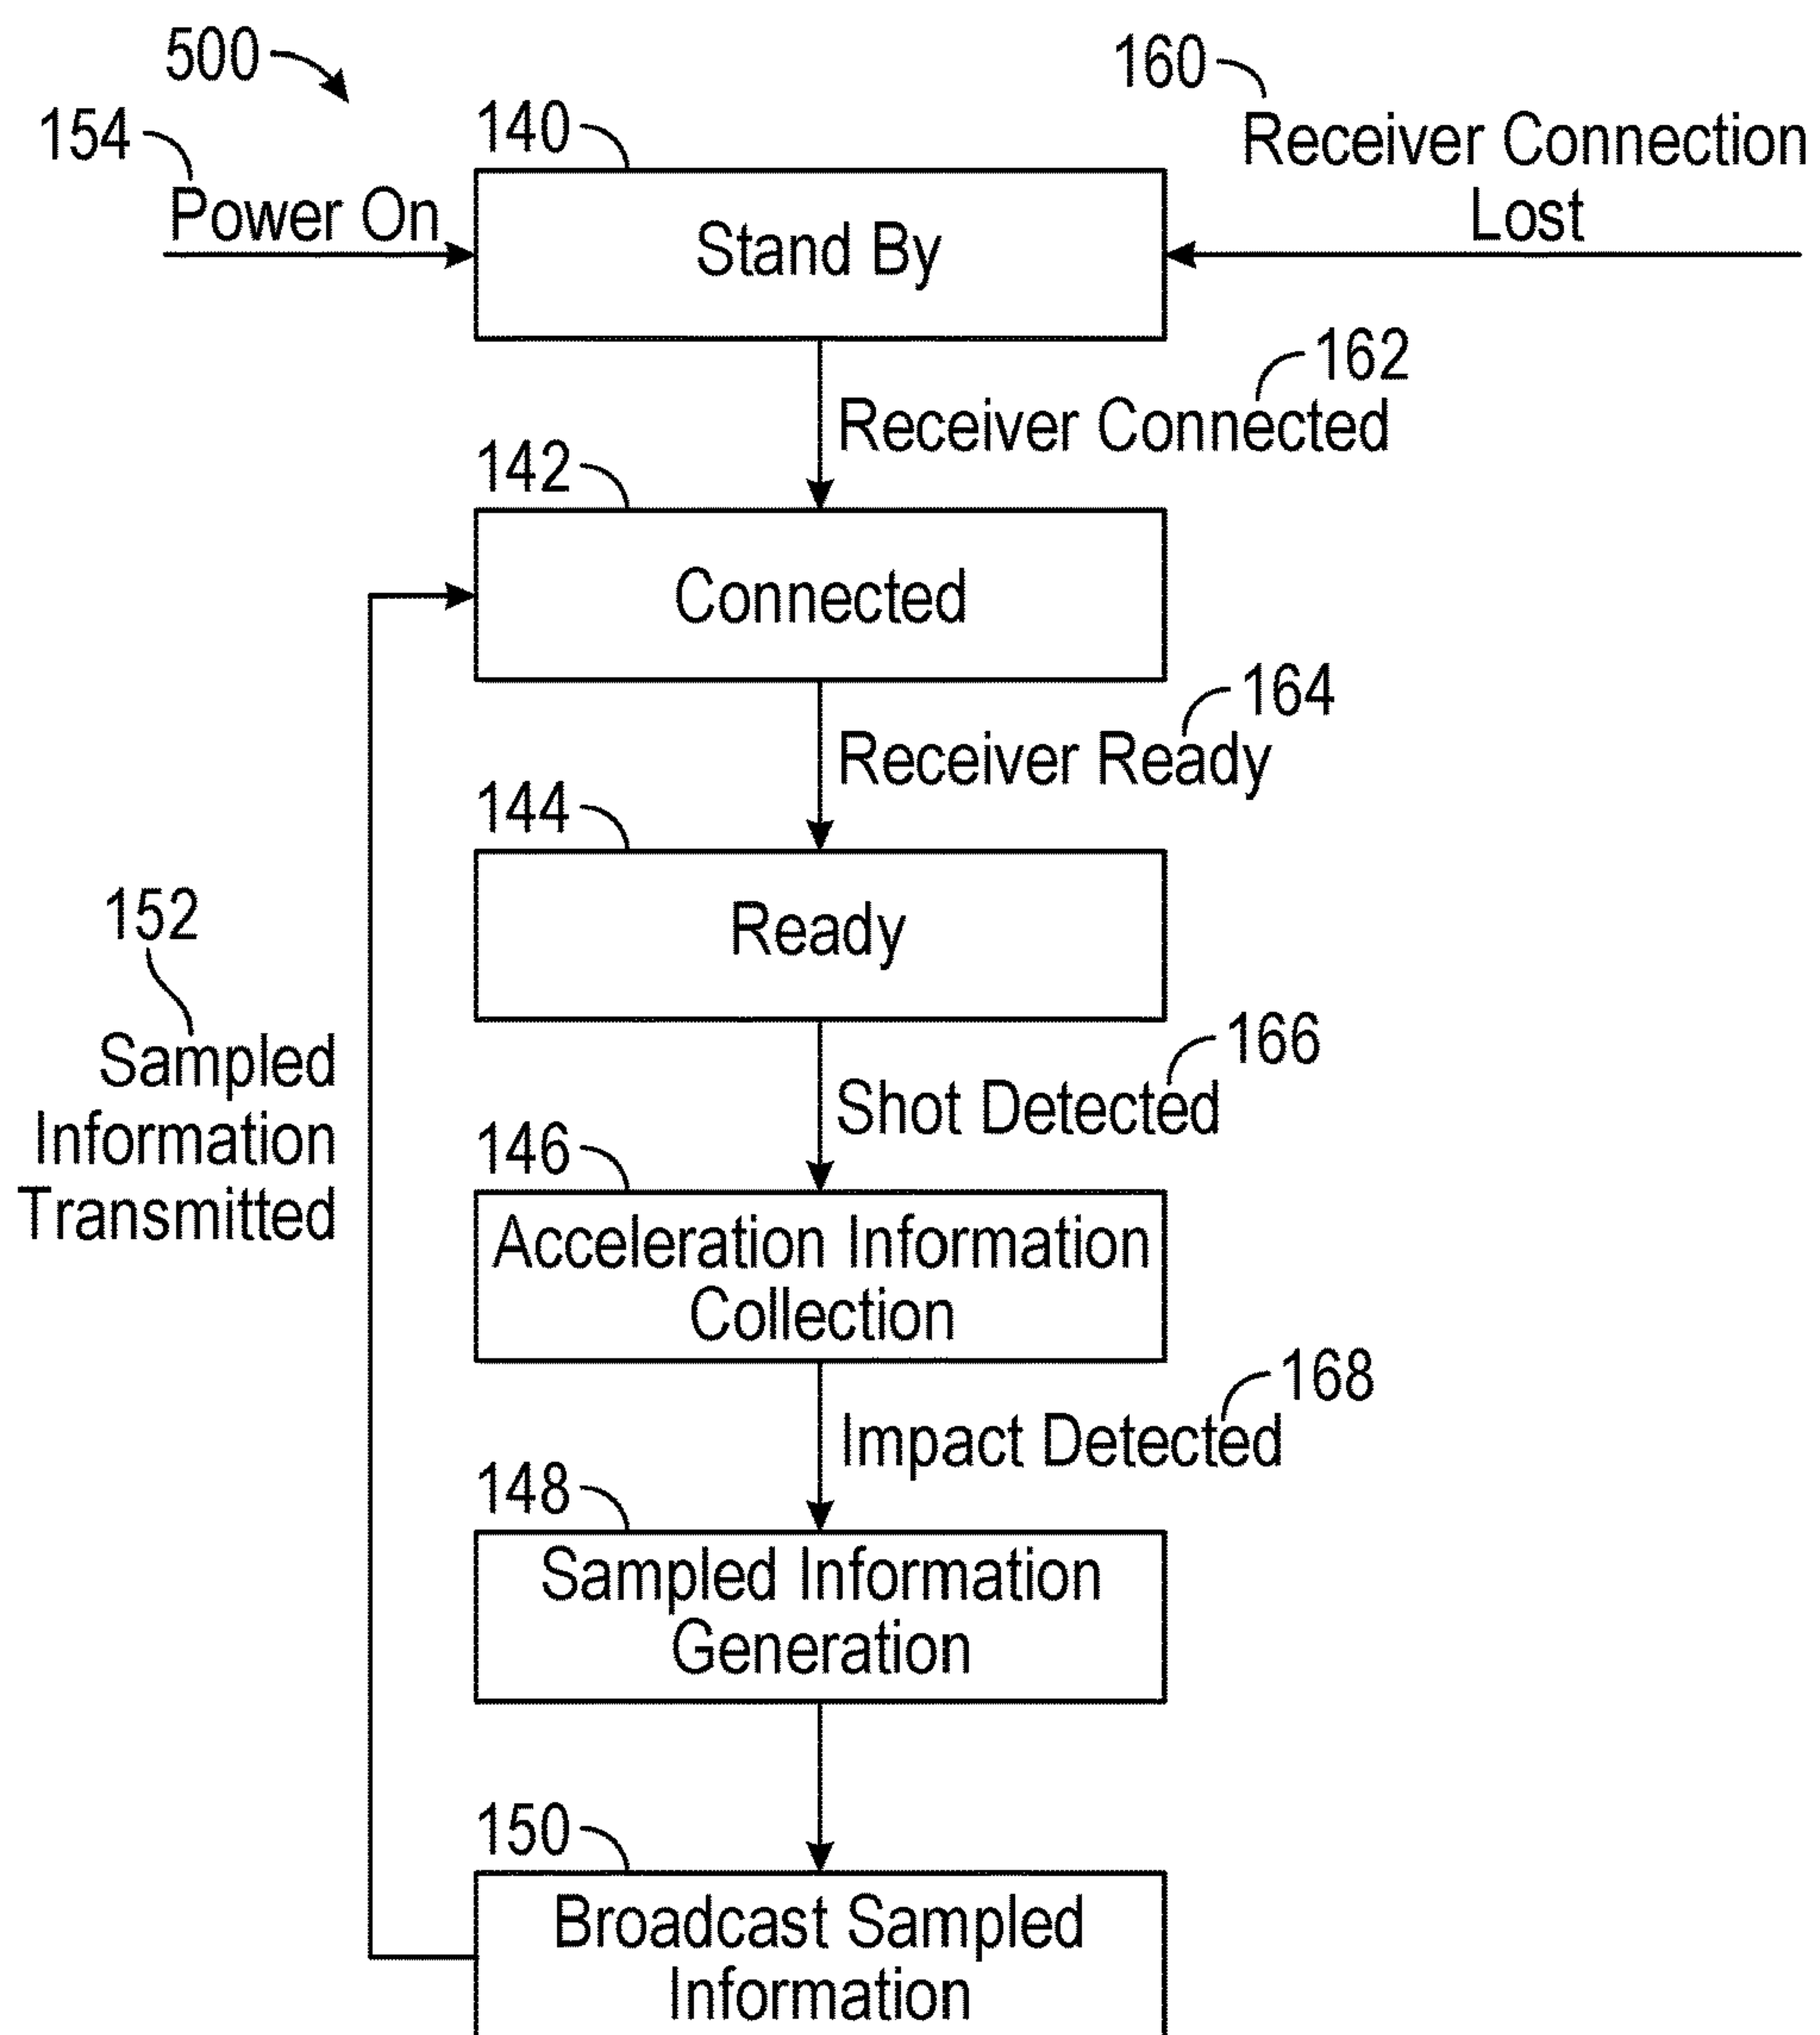 500
160
154
140
Receiver Connection
Lost
Power On
Stand By
162
Receiver Connected
142
Connected
164
Receiver Ready
144
Ready
152
Sampled
Information
Transmitted
166
Shot Detected
146
Acceleration Information
Collection
168
Impact Detected
148
Sampled Information
Generation
150
Broadcast Sampled
Information